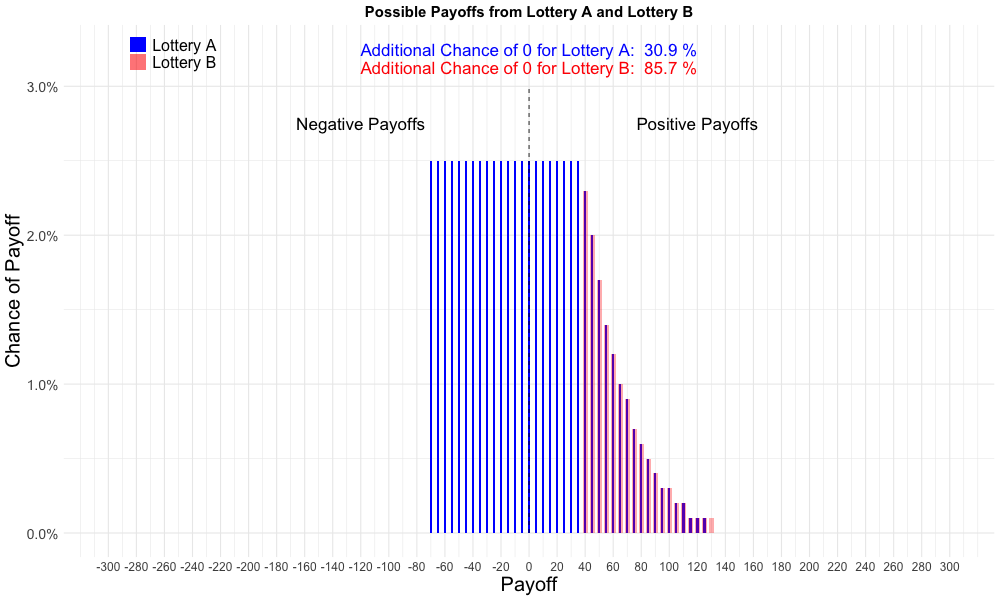 Possible Payoffs from Lottery A and Lottery B
Lottery A
Lottery B
Additional Chance of 0 for Lottery A: 30.9 %
Additional Chance of 0 for Lottery B: 85.7 %
Negative Payoffs
Positive Payoffs
Chance of Payoff
3.0%
2.0%
1.0%
0.0%
-300 -280 -260 -240 -220 -200 -180 -160 -140 -120 -100 -80 -60 -40 -20 0 20 40 60 80 100 120 140 160 180 200 220 240 260 280 300
Payoff